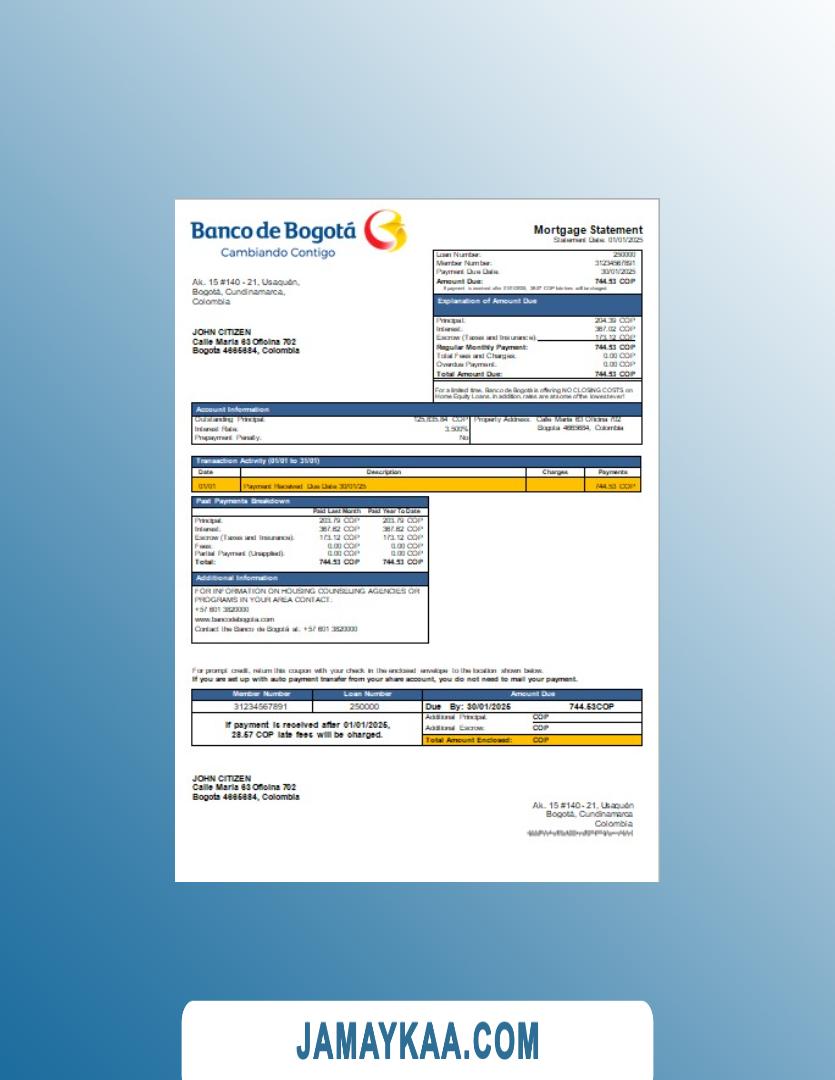 Banco de Bogotá
Cambiando Contigo
Mortgage Statement
Statement Date: 01/01/2025
Ak. 15 #140 - 21, Usaquén,
Bogotá, Cundinamarca,
Colombia
JOHN CITIZEN
Calle Maria 63 Oficina 702
Bogota 4665684, Colombia
Loan Number: 250000
Member Number: 31234567891
Payment Due Date: 30/01/2025
Amount Due: 744.53 COP
If payment is received after 01/01/2025, 28.57 COP late fees will be charged.
Explanation of Amount Due
Principal: 204.39 COP
Interest: 367.02 COP
Escrow (Taxes and Insurance): 173.12 COP
Regular Monthly Payment: 744.53 COP
Total Fees and Charges: 0.00 COP
Overdue Payment: 0.00 COP
Total Amount Due: 744.53 COP
For a limited time, Banco de Bogotá is offering NO CLOSING COSTS on
Home Equity Loans. In addition, rates are at some of the lowest ever!
Account Information
Outstanding Principal: 125,835.84 COP
Interest Rate: 3.500%
Prepayment Penalty: No
Property Address: Calle Maria 63 Oficina 702
Bogota 4665684, Colombia
Transaction Activity (01/01 to 31/01)
Date Description Charges Payments
01/01 Payment Received Due Date 30/01/25 744.53 COP
Past Payments Breakdown
Paid Last Month Paid Year To Date
Principal: 203.79 COP 203.79 COP
Interest: 367.62 COP 367.62 COP
Escrow (Taxes and Insurance): 173.12 COP 173.12 COP
Fees: 0.00 COP 0.00 COP
Partial Payment (Unapplied): 0.00 COP 0.00 COP
Total: 744.53 COP 744.53 COP
Additional Information
FOR INFORMATION ON HOUSING COUNSELING AGENCIES OR
PROGRAMS IN YOUR AREA CONTACT:
+57 601 3820000
www.bancodebogota.com
Contact the Banco de Bogotá at: +57 601 3820000
For prompt credit, return this coupon with your check in the enclosed envelope to the location shown below.
If you are set up with auto payment transfer from your share account, you do not need to mail your payment.
Member Number Loan Number Amount Due
31234567891 250000 Due By: 30/01/2025 744.53COP
If payment is received after 01/01/2025,
28.57 COP late fees will be charged.
Additional Principal: COP
Additional Escrow: COP
Total Amount Enclosed: COP
JOHN CITIZEN
Calle Maria 63 Oficina 702
Bogota 4665684, Colombia
Ak. 15 #140 - 21, Usaquén
Bogotá, Cundinamarca
Colombia
JAMAYKAA.COM